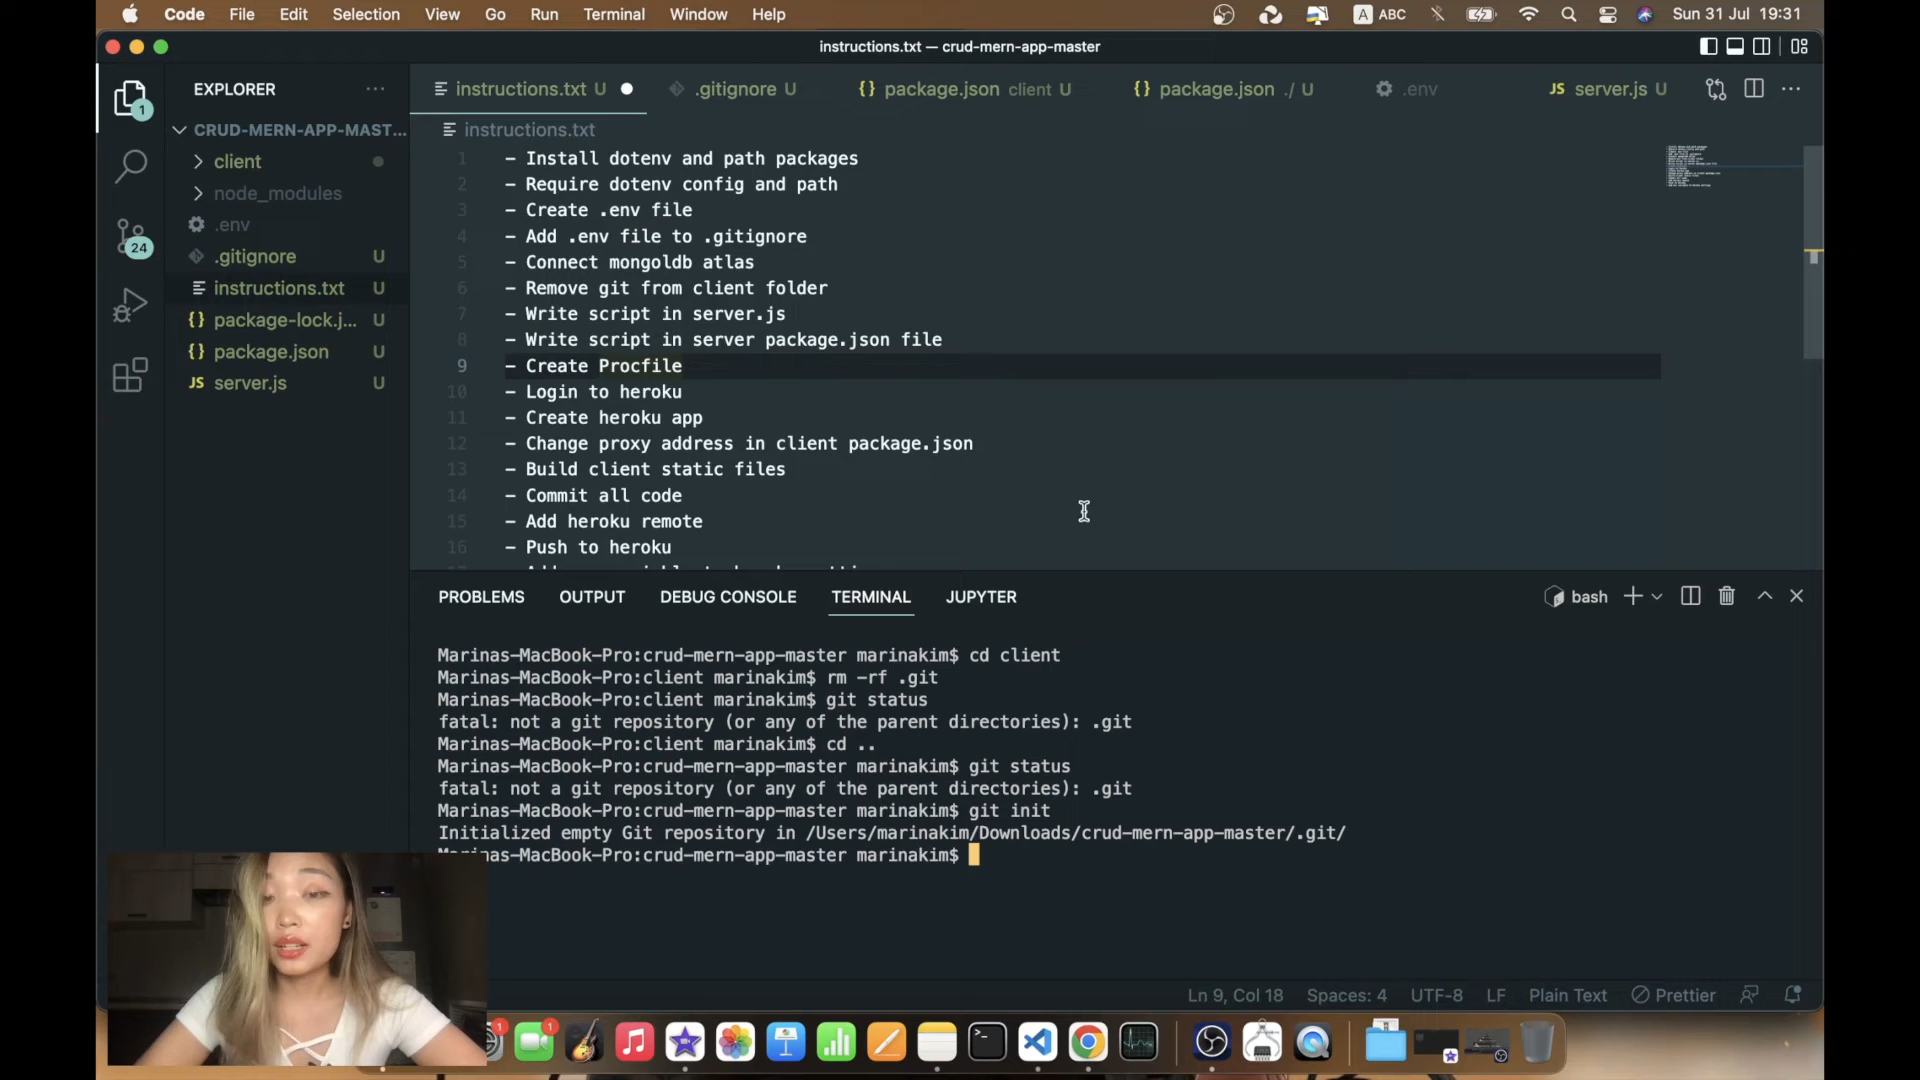 Code File Edit Selection View Go Run Terminal Window Help A ABC Sun 31 Jul 19:31
instructions.txt — crud-mern-app-master
EXPLORER
instructions.txt U
.gitignore U
{} package.json client U
{} package.json ./ U
.env
JS server.js U
1
CRUD-MERN-APP-MAST...
client
node_modules
.env
.gitignore U
instructions.txt U
{} package-lock.j... U
{} package.json U
JS server.js U
24
instructions.txt
1 - Install dotenv and path packages
2 - Require dotenv config and path
3 - Create .env file
4 - Add .env file to .gitignore
5 - Connect mongoldb atlas
6 - Remove git from client folder
7 - Write script in server.js
8 - Write script in server package.json file
9 - Create Procfile
10 - Login to heroku
11 - Create heroku app
12 - Change proxy address in client package.json
13 - Build client static files
14 - Commit all code
15 - Add heroku remote
16 - Push to heroku
PROBLEMS OUTPUT DEBUG CONSOLE TERMINAL JUPYTER bash
Marinas-MacBook-Pro:crud-mern-app-master marinakim$ cd client
Marinas-MacBook-Pro:client marinakim$ rm -rf .git
Marinas-MacBook-Pro:client marinakim$ git status
fatal: not a git repository (or any of the parent directories): .git
Marinas-MacBook-Pro:client marinakim$ cd ..
Marinas-MacBook-Pro:crud-mern-app-master marinakim$ git status
fatal: not a git repository (or any of the parent directories): .git
Marinas-MacBook-Pro:crud-mern-app-master marinakim$ git init
Initialized empty Git repository in /Users/marinakim/Downloads/crud-mern-app-master/.git/
nas-MacBook-Pro:crud-mern-app-master marinakim$
Ln 9, Col 18 Spaces: 4 UTF-8 LF Plain Text Prettier
1
1